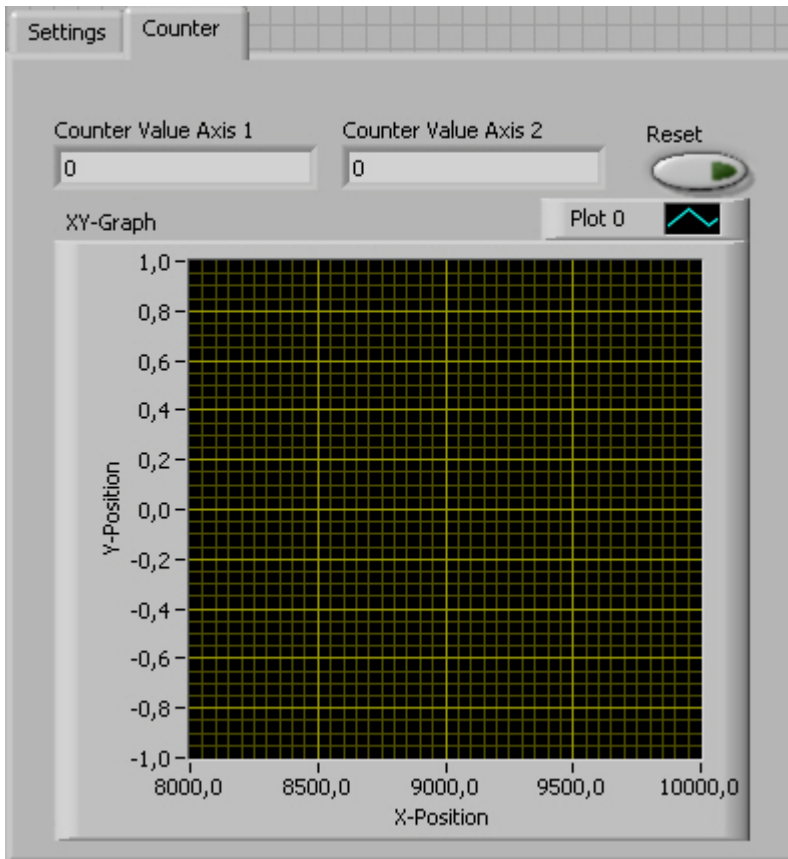 Settings Counter
Counter Value Axis 1 Counter Value Axis 2 Reset
0 0
XY-Graph Plot 0
1,0
0,8
0,6
0,4
0,2
0,0
-0,2
-0,4
-0,6
-0,8
-1,0
Y-Position
8000,0 8500,0 9000,0 9500,0 10000,0
X-Position